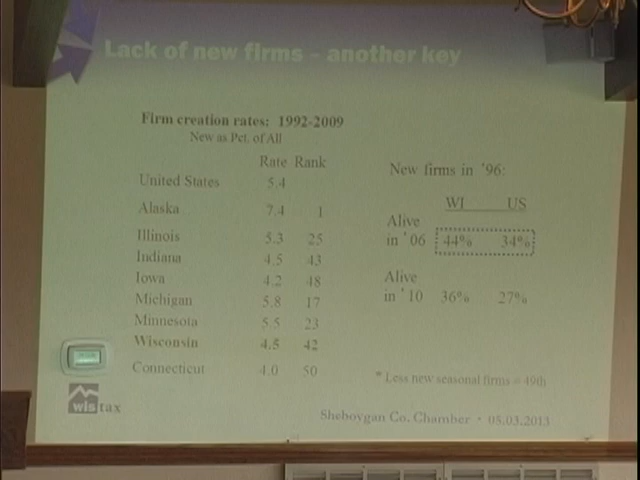 Lack of new firms - another key
Firm creation rates: 1992-2009
New as Pct. of All
Rate Rank
United States 5.4
Alaska 7.4 1
Illinois 5.3 25
Indiana 4.5 43
Iowa 4.2 48
Michigan 5.8 17
Minnesota 5.5 23
Wisconsin 4.5 42
Connecticut 4.0 50
New firms in '96:
WI US
Alive
in '06 44% 34%
Alive
in '10 36% 27%
* Less new seasonal firms = 49th
wistax
Sheboygan Co. Chamber • 05.03.2013